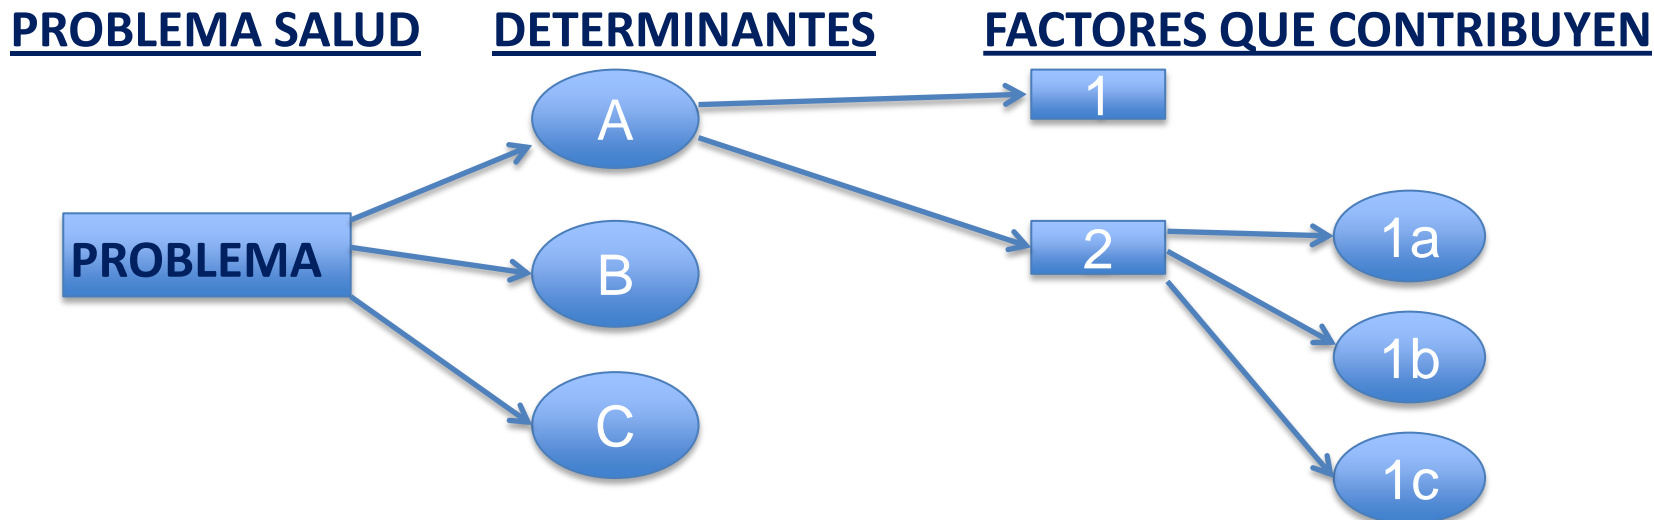 PROBLEMA SALUD DETERMINANTES FACTORES QUE CONTRIBUYEN
A 1
PROBLEMA B 2 1a
1b
C
1c